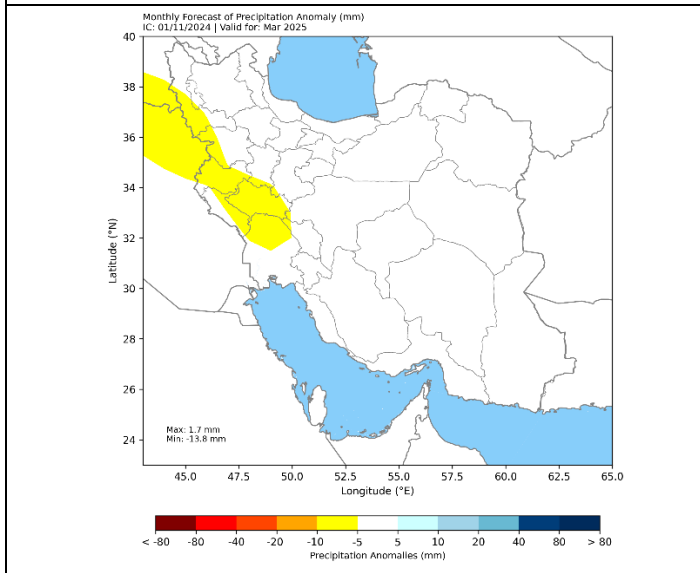 Monthly Forecast of Precipitation Anomaly (mm)
IC: 01/11/2024 | Valid for: Mar 2025
40
38
36
34
32
30
28
26
24
Latitude (°N)
Max: 1.7 mm
Min: -13.8 mm
45.0 47.5 50.0 52.5 55.0 57.5 60.0 62.5 65.0
Longitude (°E)
< -80 -80 -40 -20 -10 -5 5 10 20 40 80 > 80
Precipitation Anomalies (mm)